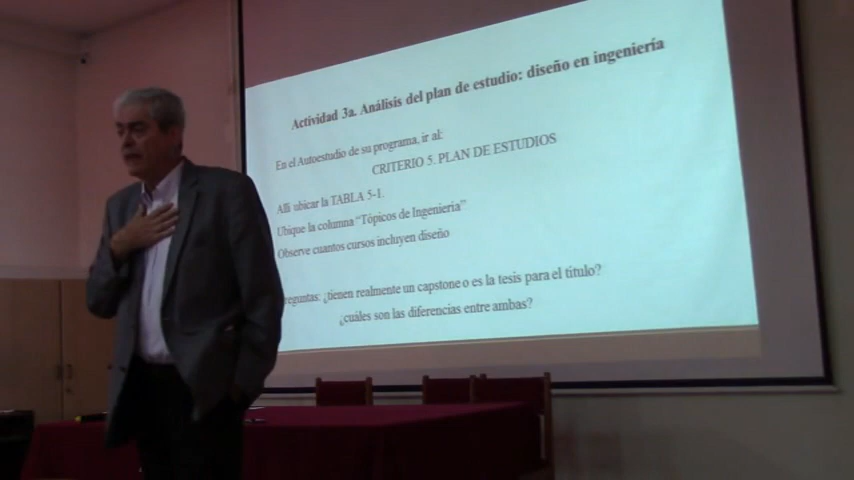 Actividad 3a. Análisis del plan de estudio: diseño en ingeniería
En el Autoestudio de su programa, ir al:
CRITERIO 5. PLAN DE ESTUDIOS
Allí ubicar la TABLA 5-1.
Ubique la columna "Tópicos de Ingeniería"
Observe cuantos cursos incluyen diseño
reguntas: ¿tienen realmente un capstone o es la tesis para el título?
¿cuáles son las diferencias entre ambas?